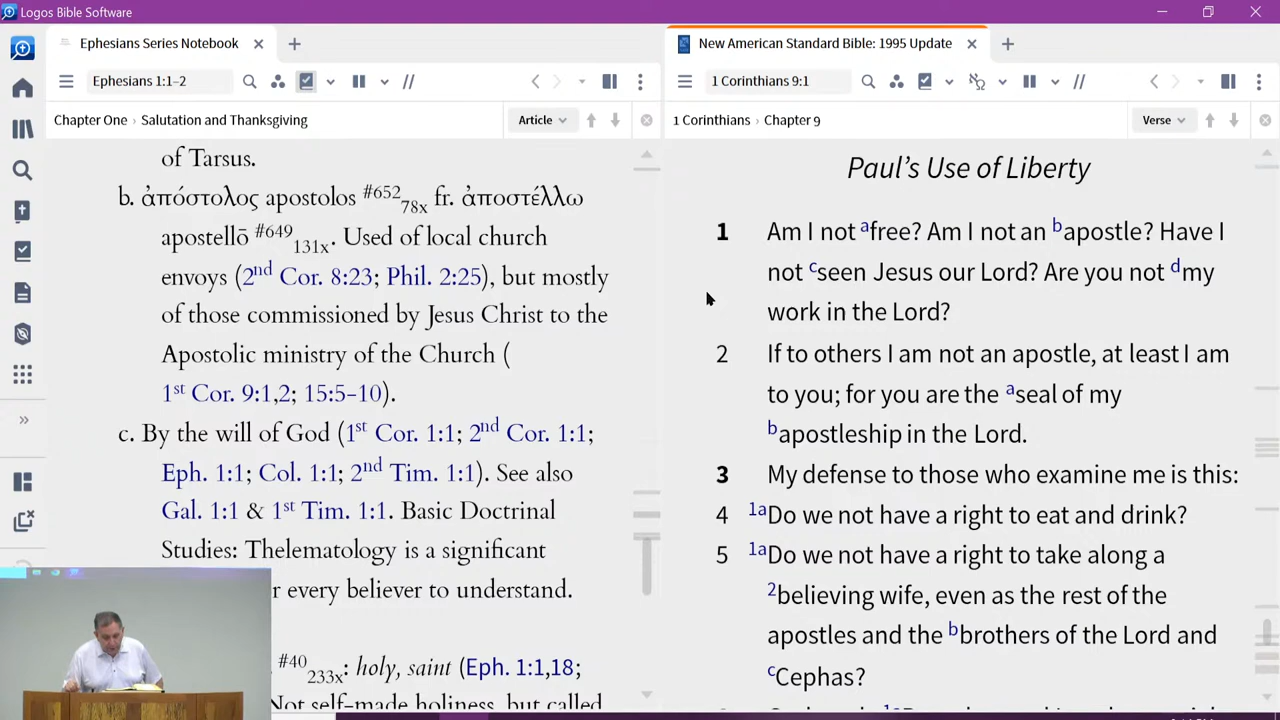 Logos Bible Software
Ephesians Series Notebook
Ephesians 1:1–2
Chapter One › Salutation and Thanksgiving
Article
of Tarsus.
b. ἀπόστολος apostolos #652 78x fr. ἀποστέλλω
apostellō #649 131x. Used of local church
envoys (2nd Cor. 8:23; Phil. 2:25), but mostly
of those commissioned by Jesus Christ to the
Apostolic ministry of the Church (
1st Cor. 9:1,2; 15:5–10).
c. By the will of God (1st Cor. 1:1; 2nd Cor. 1:1;
Eph. 1:1; Col. 1:1; 2nd Tim. 1:1). See also
Gal. 1:1 & 1st Tim. 1:1. Basic Doctrinal
Studies: Thelematology is a significant
r every believer to understand.
#40 233x: holy, saint (Eph. 1:1,18;
Not self-made holiness, but called
New American Standard Bible: 1995 Update
1 Corinthians 9:1
1 Corinthians › Chapter 9
Verse
Paul’s Use of Liberty
1 Am I not afree? Am I not an bapostle? Have I
not cseen Jesus our Lord? Are you not dmy
work in the Lord?
2 If to others I am not an apostle, at least I am
to you; for you are the aseal of my
bapostleship in the Lord.
3 My defense to those who examine me is this:
4 1aDo we not have a right to eat and drink?
5 1aDo we not have a right to take along a
2believing wife, even as the rest of the
apostles and the bbrothers of the Lord and
cCephas?